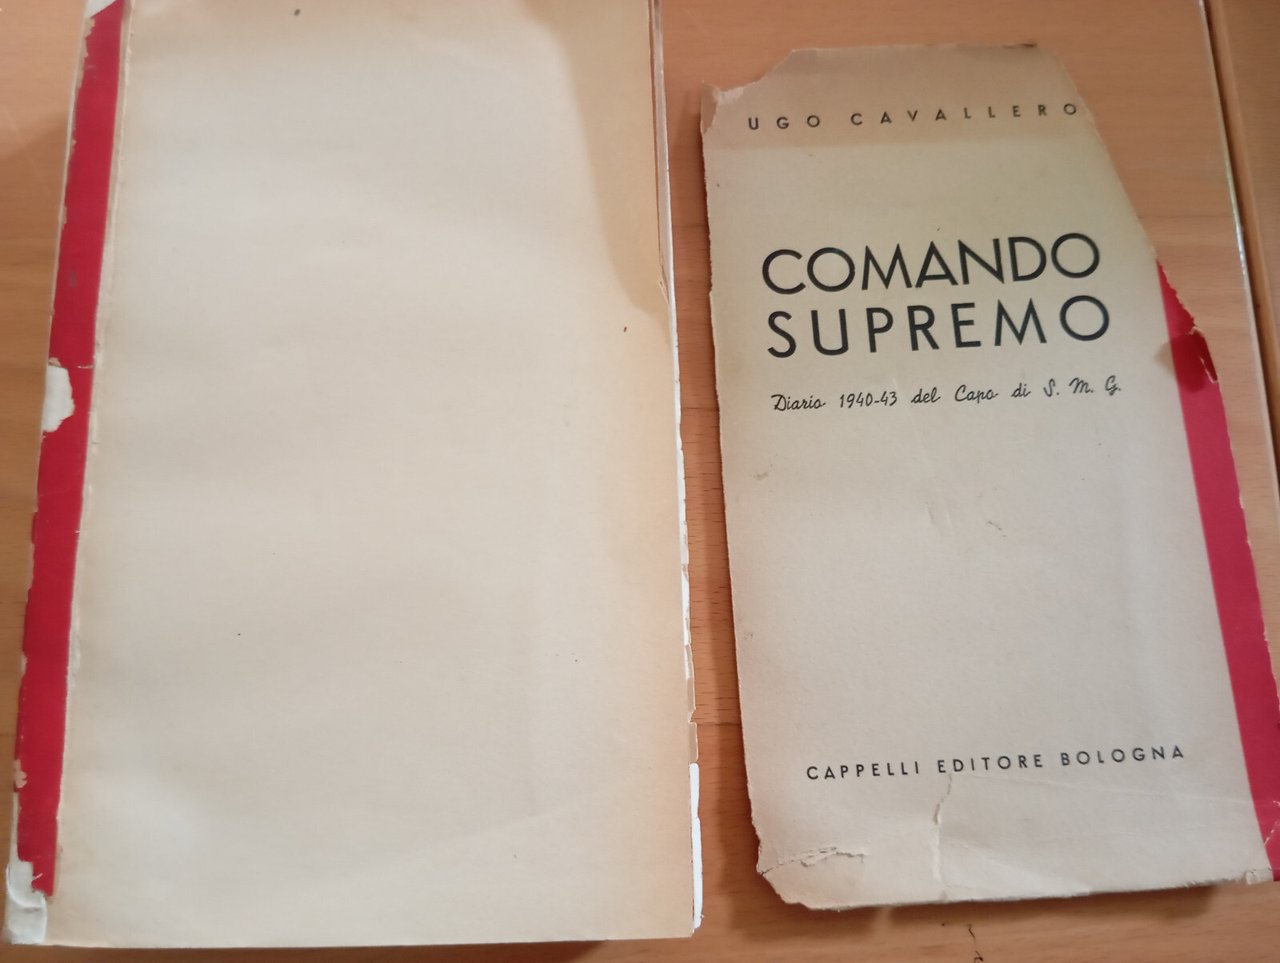 UGO CAVALLERO
COMANDO
SUPREMO
Diario 1940-43 del Capo di S. M. G.
CAPPELLI EDITORE BOLOGNA